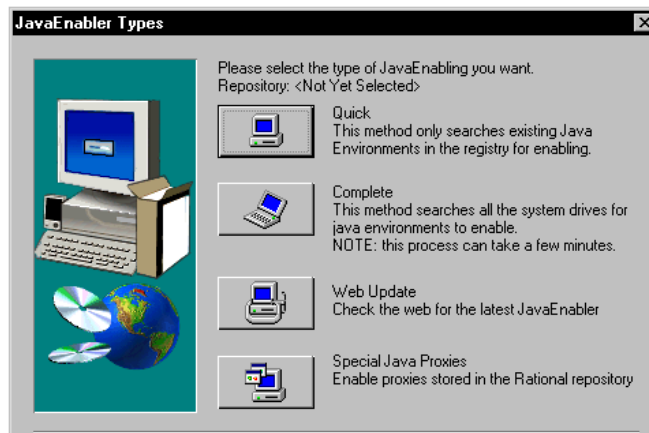 JavaEnabler Types
Please select the type of JavaEnabling you want.
Repository: <Not Yet Selected>
Quick
This method only searches existing Java
Environments in the registry for enabling.
Complete
This method searches all the system drives for
java environments to enable.
NOTE: this process can take a few minutes.
Web Update
Check the web for the latest JavaEnabler
Special Java Proxies
Enable proxies stored in the Rational repository